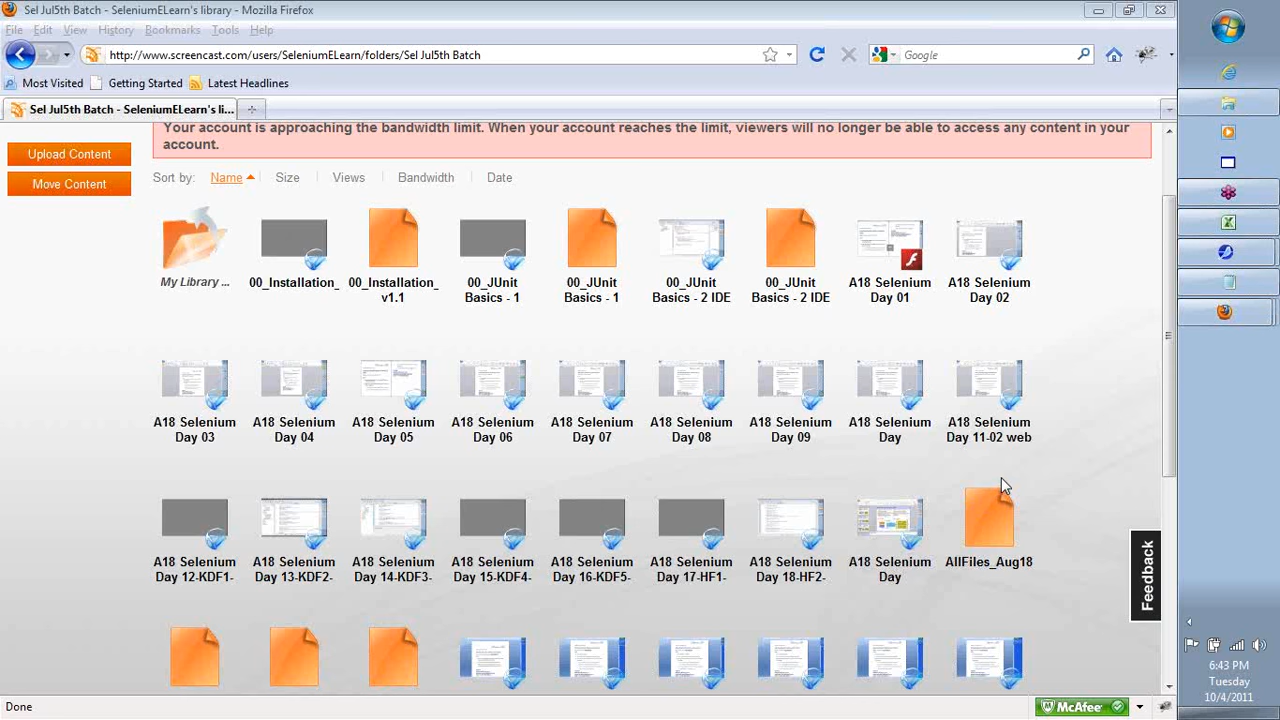 Sel Jul5th Batch - SeleniumELearn's library - Mozilla Firefox
File Edit View History Bookmarks Tools Help
http://www.screencast.com/users/SeleniumELearn/folders/Sel Jul5th Batch
Google
Most Visited Getting Started Latest Headlines
Sel Jul5th Batch - SeleniumELearn's li...
Your account is approaching the bandwidth limit. When your account reaches the limit, viewers will no longer be able to access any content in your
account.
Upload Content
Move Content
Sort by: Name Size Views Bandwidth Date
My Library ... 00_Installation_ 00_Installation_ 00_JUnit 00_JUnit 00_JUnit 00_JUnit A18 Selenium A18 Selenium
v1.1 Basics - 1 Basics - 1 Basics - 2 IDE Basics - 2 IDE Day 01 Day 02
A18 Selenium A18 Selenium A18 Selenium A18 Selenium A18 Selenium A18 Selenium A18 Selenium A18 Selenium A18 Selenium
Day 03 Day 04 Day 05 Day 06 Day 07 Day 08 Day 09 Day Day 11-02 web
A18 Selenium A18 Selenium A18 Selenium A18 Selenium A18 Selenium A18 Selenium A18 Selenium A18 Selenium AllFiles_Aug18
Day 12-KDF1- Day 13-KDF2- Day 14-KDF3- Day 15-KDF4- Day 16-KDF5- Day 17-HF1- Day 18-HF2- Day
Feedback
Done
McAfee
6:43 PM
Tuesday
10/4/2011